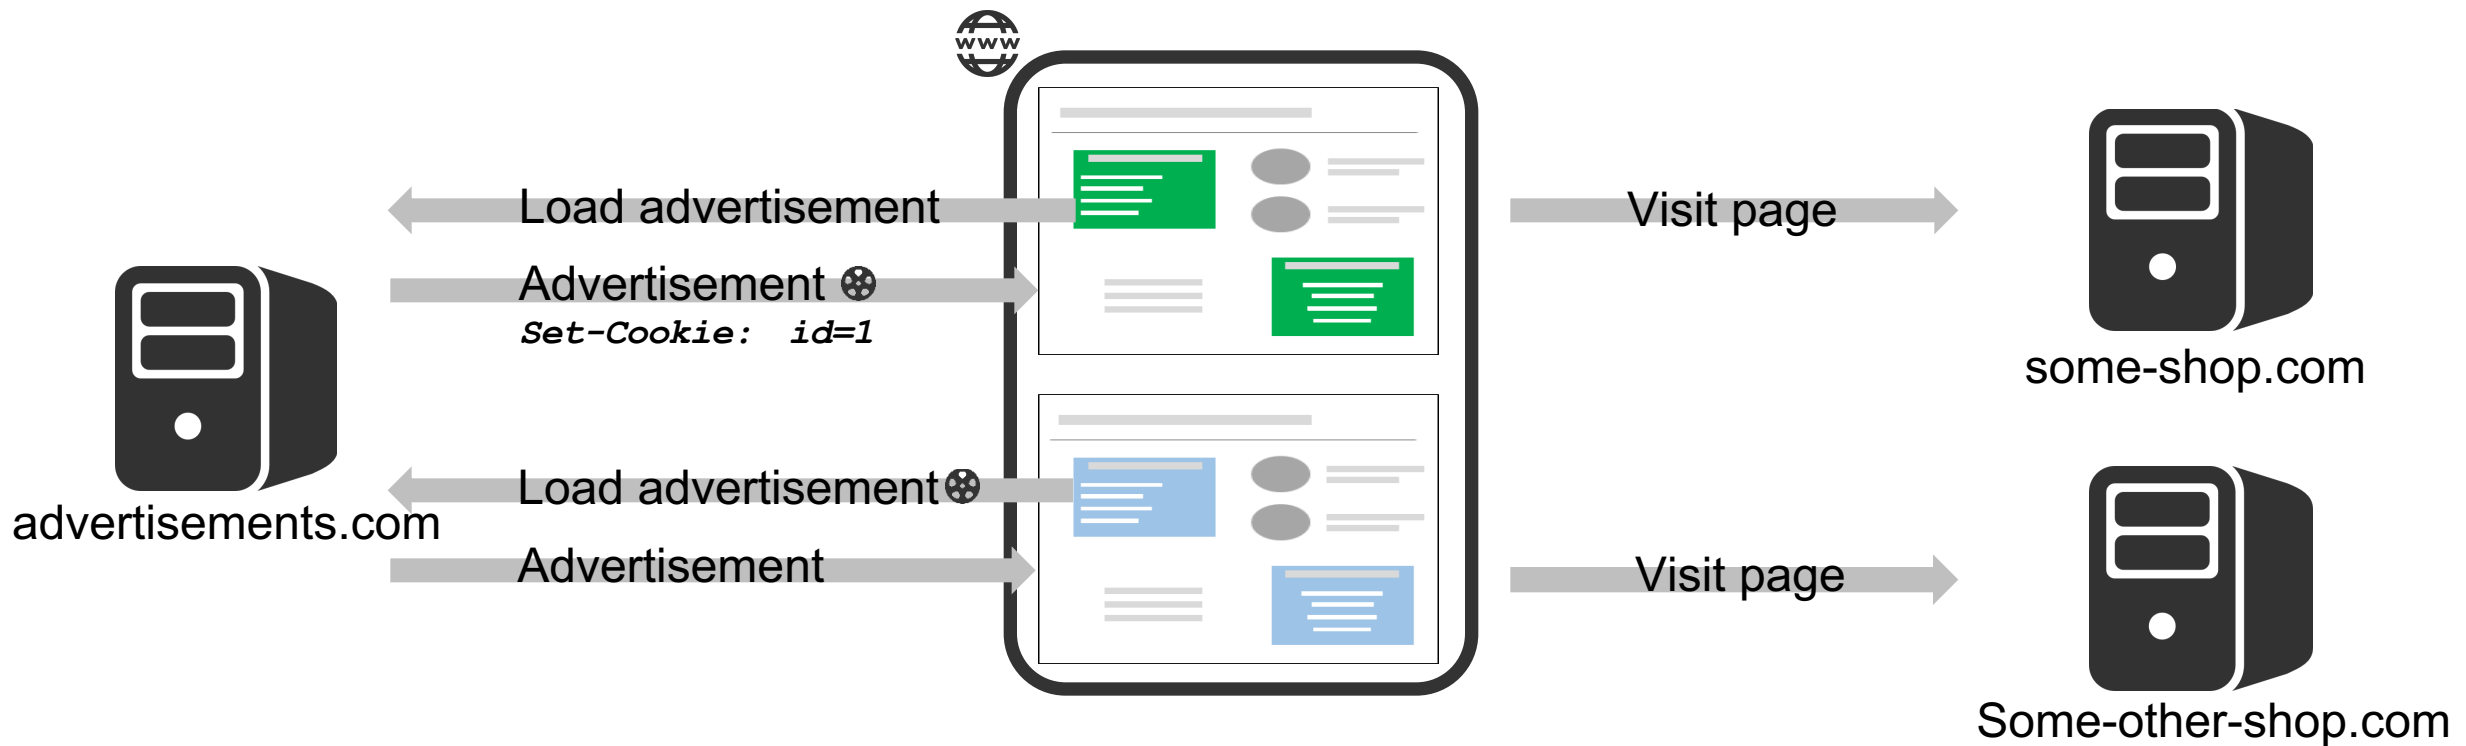 WWW
Load advertisement
Visit page
Advertisement
Set-Cookie: id=1
some-shop.com
Load advertisement
advertisements.com
Advertisement
Visit page
Some-other-shop.com